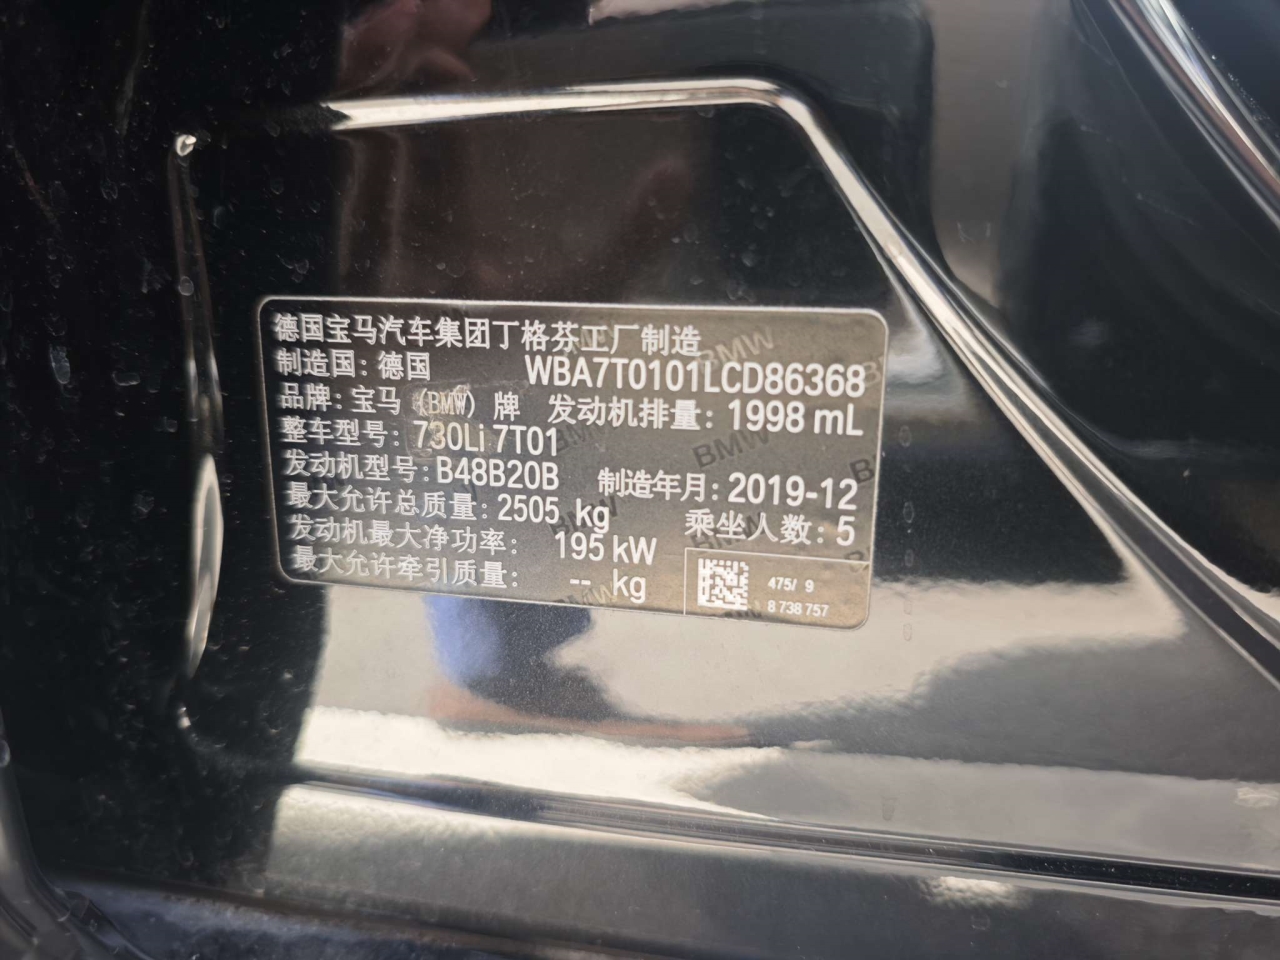 德国宝马汽车集团丁格芬工厂制造
制造国：德国 WBA7T0101LCD86368
品牌：宝马（BMW）牌 发动机排量：1998 mL
整车型号：730Li 7T01
发动机型号：B48B20B 制造年月：2019-12
最大允许总质量：2505 kg 乘坐人数：5
发动机最大净功率： 195 kW
最大允许牵引质量： -- kg
475/ 9
8 738 757